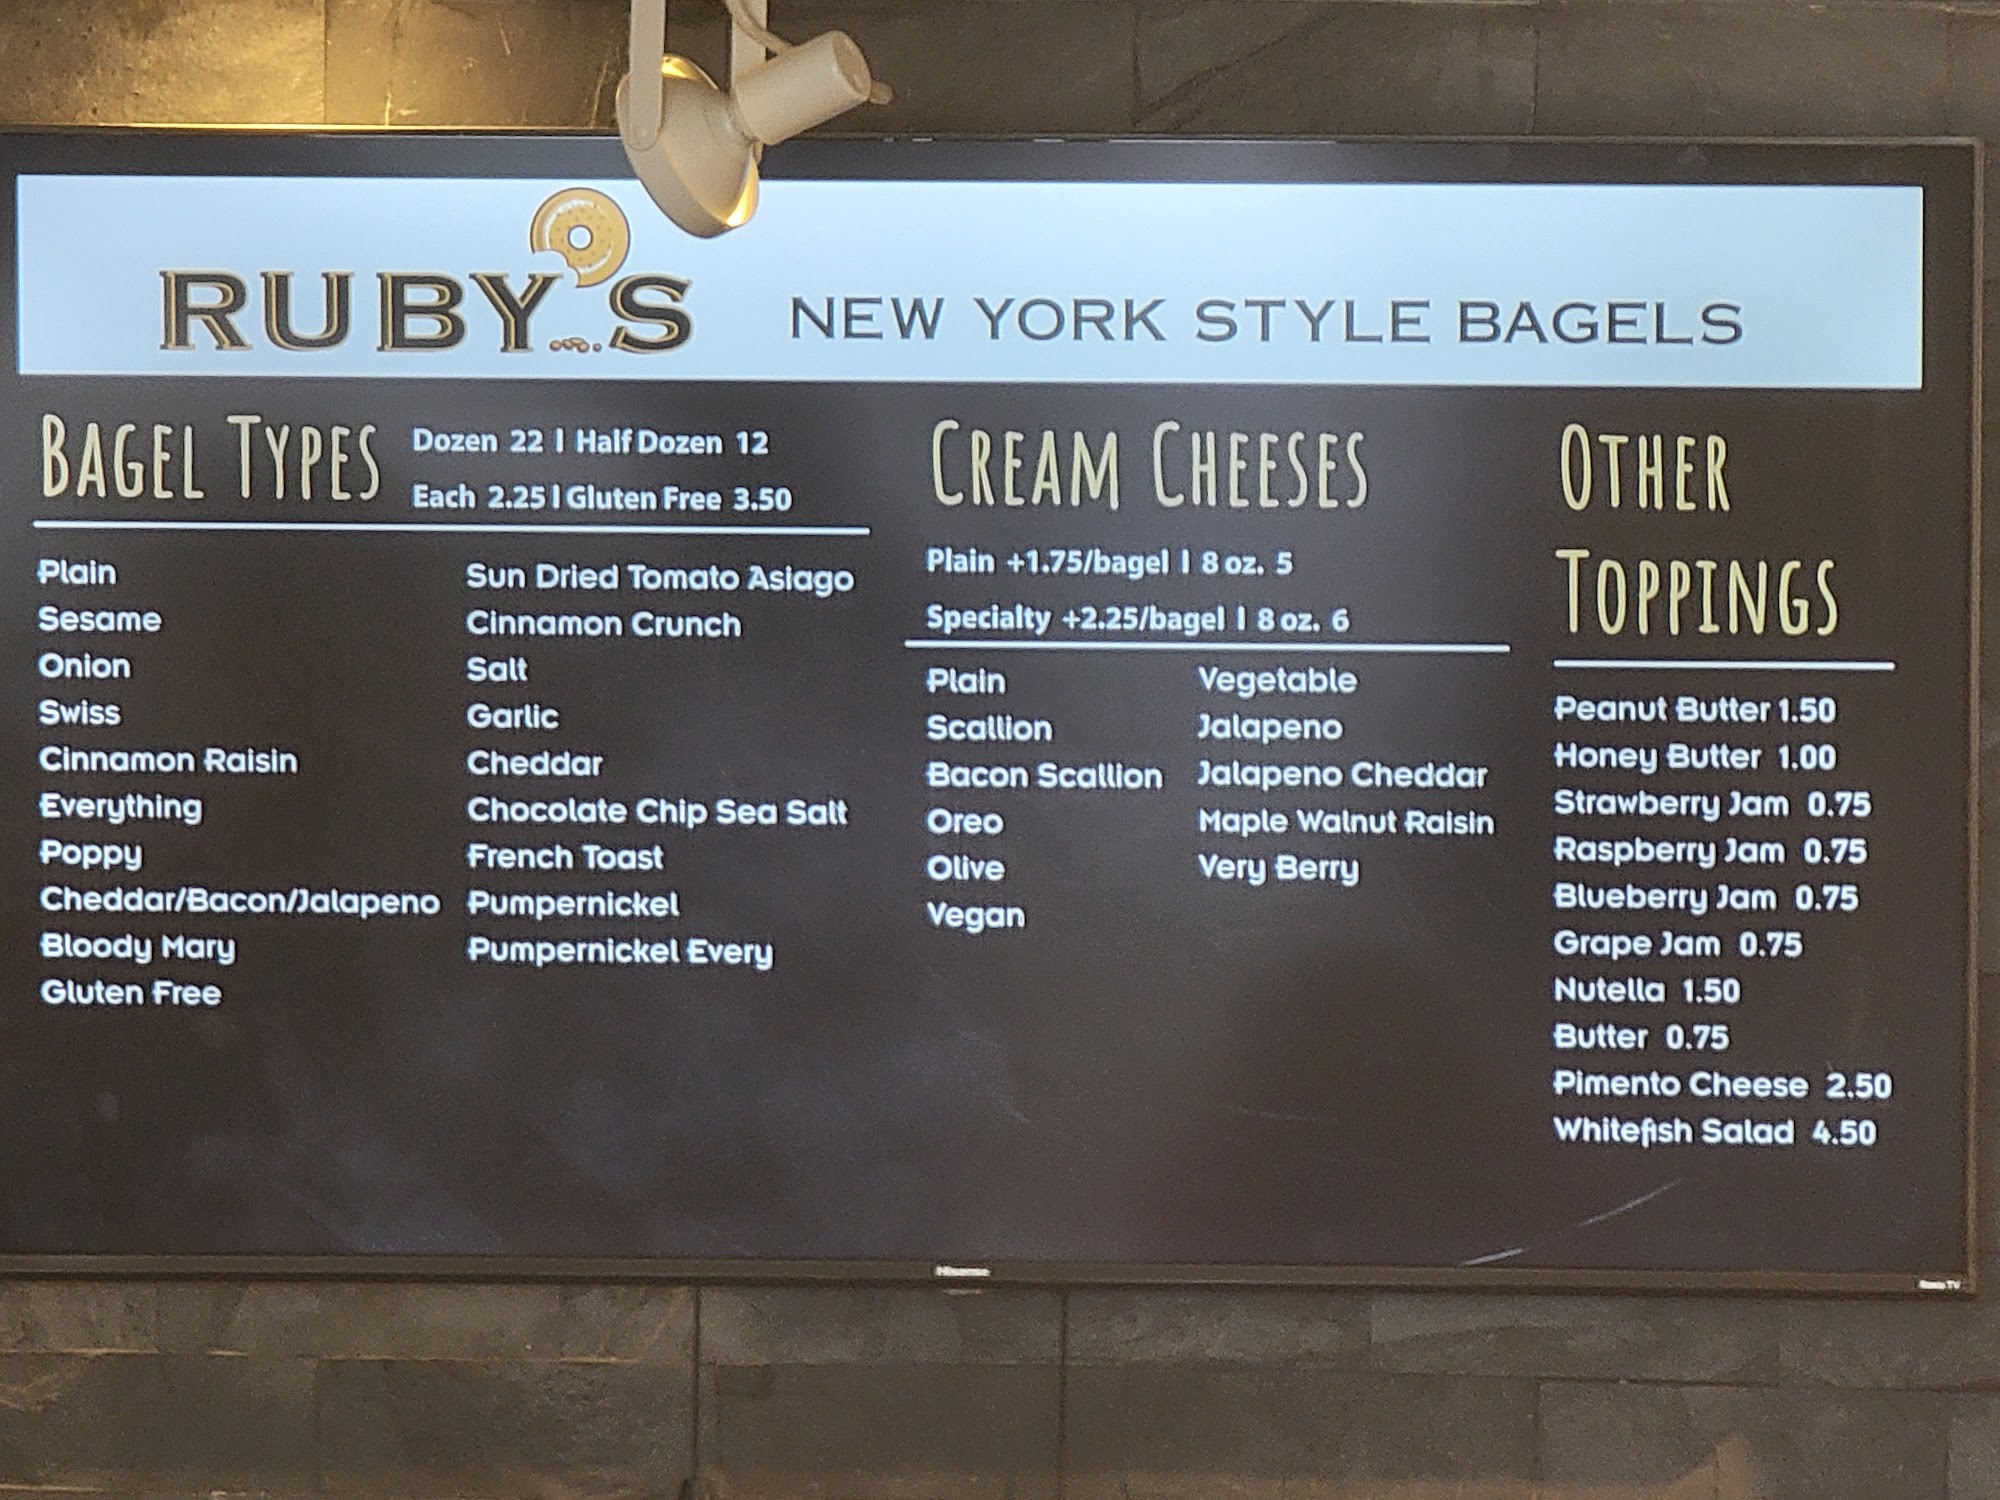 RUBY'S
NEW YORK STYLE BAGELS
BAGEL TYPES
Dozen 22 | Half Dozen 12
Each 2.25 | Gluten Free 3.50
Plain
Sesame
Onion
Swiss
Cinnamon Raisin
Everything
Poppy
Cheddar/Bacon/Jalapeno
Bloody Mary
Gluten Free
Sun Dried Tomato Asiago
Cinnamon Crunch
Salt
Garlic
Cheddar
Chocolate Chip Sea Salt
French Toast
Pumpernickel
Pumpernickel Every
CREAM CHEESES
Plain +1.75/bagel | 8 oz. 5
Specialty +2.25/bagel | 8 oz. 6
Plain
Scallion
Bacon Scallion
Oreo
Olive
Vegan
Vegetable
Jalapeno
Jalapeno Cheddar
Maple Walnut Raisin
Very Berry
OTHER
TOPPINGS
Peanut Butter 1.50
Honey Butter 1.00
Strawberry Jam 0.75
Raspberry Jam 0.75
Blueberry Jam 0.75
Grape Jam 0.75
Nutella 1.50
Butter 0.75
Pimento Cheese 2.50
Whitefish Salad 4.50
Hisense
Roku TV